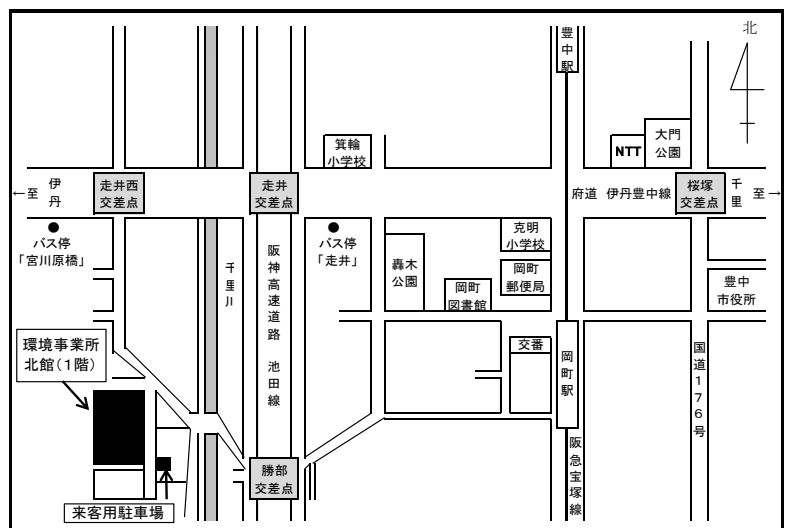 北
豊
中
駅
箕輪
小学校
NTT
大門
公園
←至
伊
丹
走井西
交差点
走井
交差点
府道 伊丹豊中線
桜塚
交差点
千
里
至→
バス停
「宮川原橋」
千
里
川
阪
神
高
速
道
路
池
田
線
バス停
「走井」
轟木
公園
克明
小学校
岡町
郵便局
岡町
図書館
豊中
市役所
環境事業所
北館(1階)
交番
岡
町
駅
国
道
1
7
6
号
勝部
交差点
阪
急
宝
塚
線
来客用駐車場